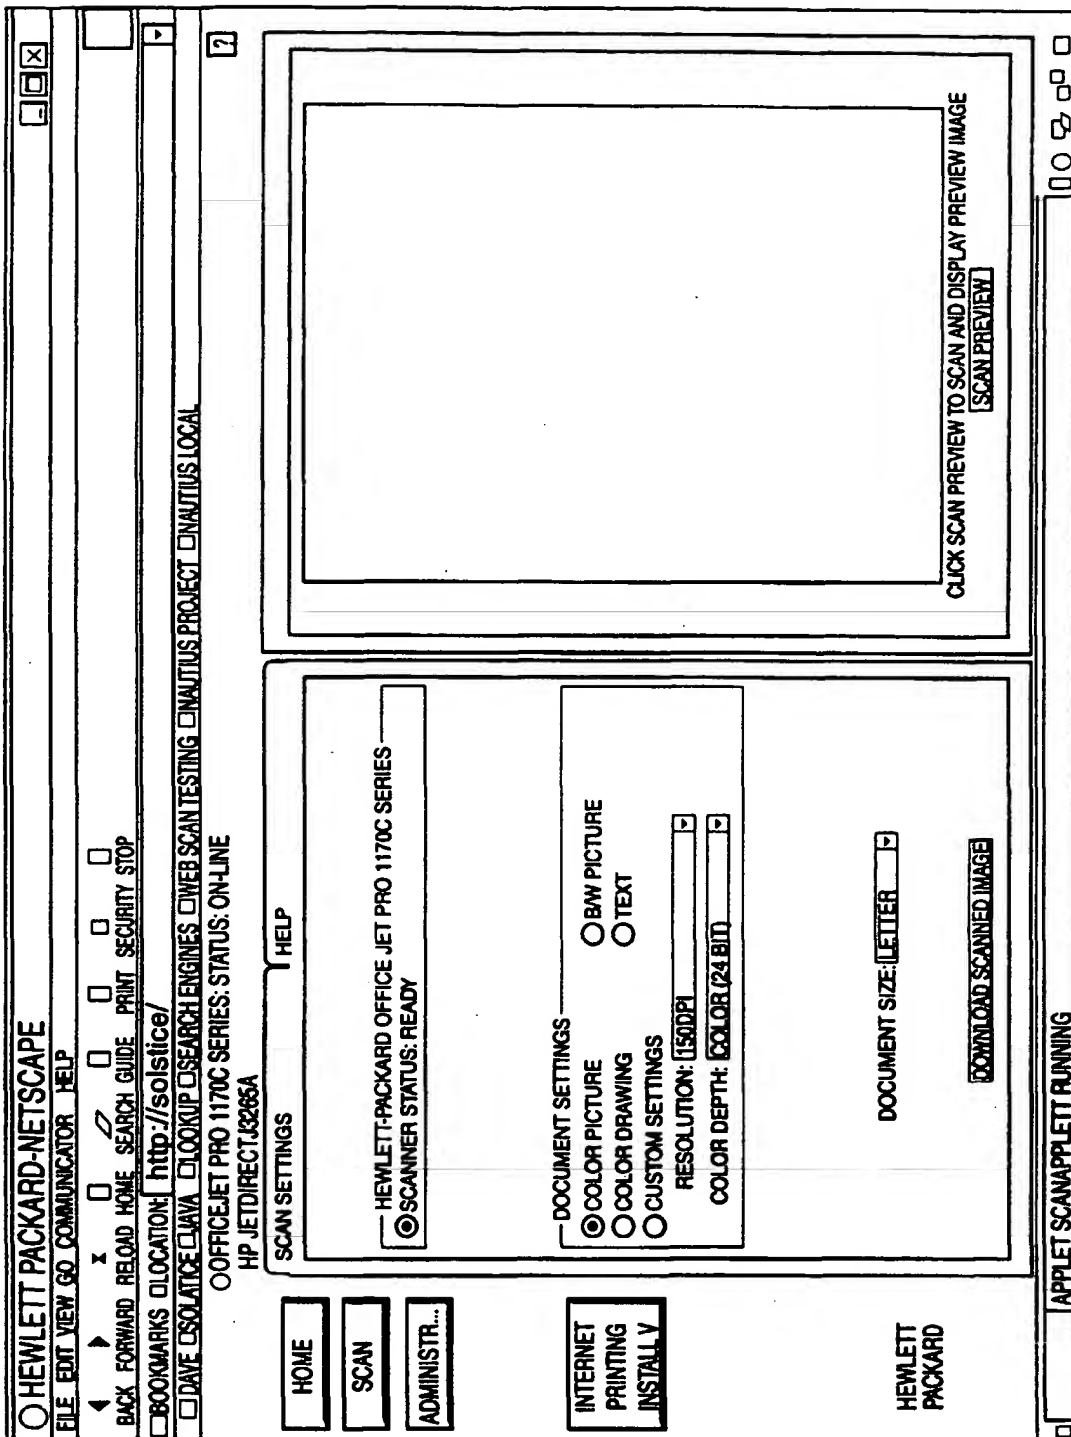 HEWLETT PACKARD-NETSCAPE
FILE EDIT VIEW GO COMMUNICATOR HELP
BACK FORWARD RELOAD HOME SEARCH GUIDE PRINT SECURITY STOP
BOOKMARKS LOCATION: http://solstice/
DAVE SOLATICE JAVA LOOKUP SEARCH ENGINES WEB SCAN TESTING NAUTIUS PROJECT NAUTIUS LOCAL
OFFICEJET PRO 1170C SERIES: STATUS: ON-LINE
HP JETDIRECTJ3265A
?
HOME
SCAN
ADMINISTR...
INTERNET
PRINTING
INSTALL V
HEWLETT
PACKARD
SCAN SETTINGS
HELP
HEWLETT-PACKARD OFFICE JET PRO 1170C SERIES
SCANNER STATUS: READY
DOCUMENT SETTINGS
COLOR PICTURE B/W PICTURE
COLOR DRAWING TEXT
CUSTOM SETTINGS
RESOLUTION: 150DPI
COLOR DEPTH: COLOR (24 BIT)
DOCUMENT SIZE: LETTER
DOWNLOAD SCANNED IMAGE
CLICK SCAN PREVIEW TO SCAN AND DISPLAY PREVIEW IMAGE
SCAN PREVIEW
APPLET SCANAPPLETT RUNNING